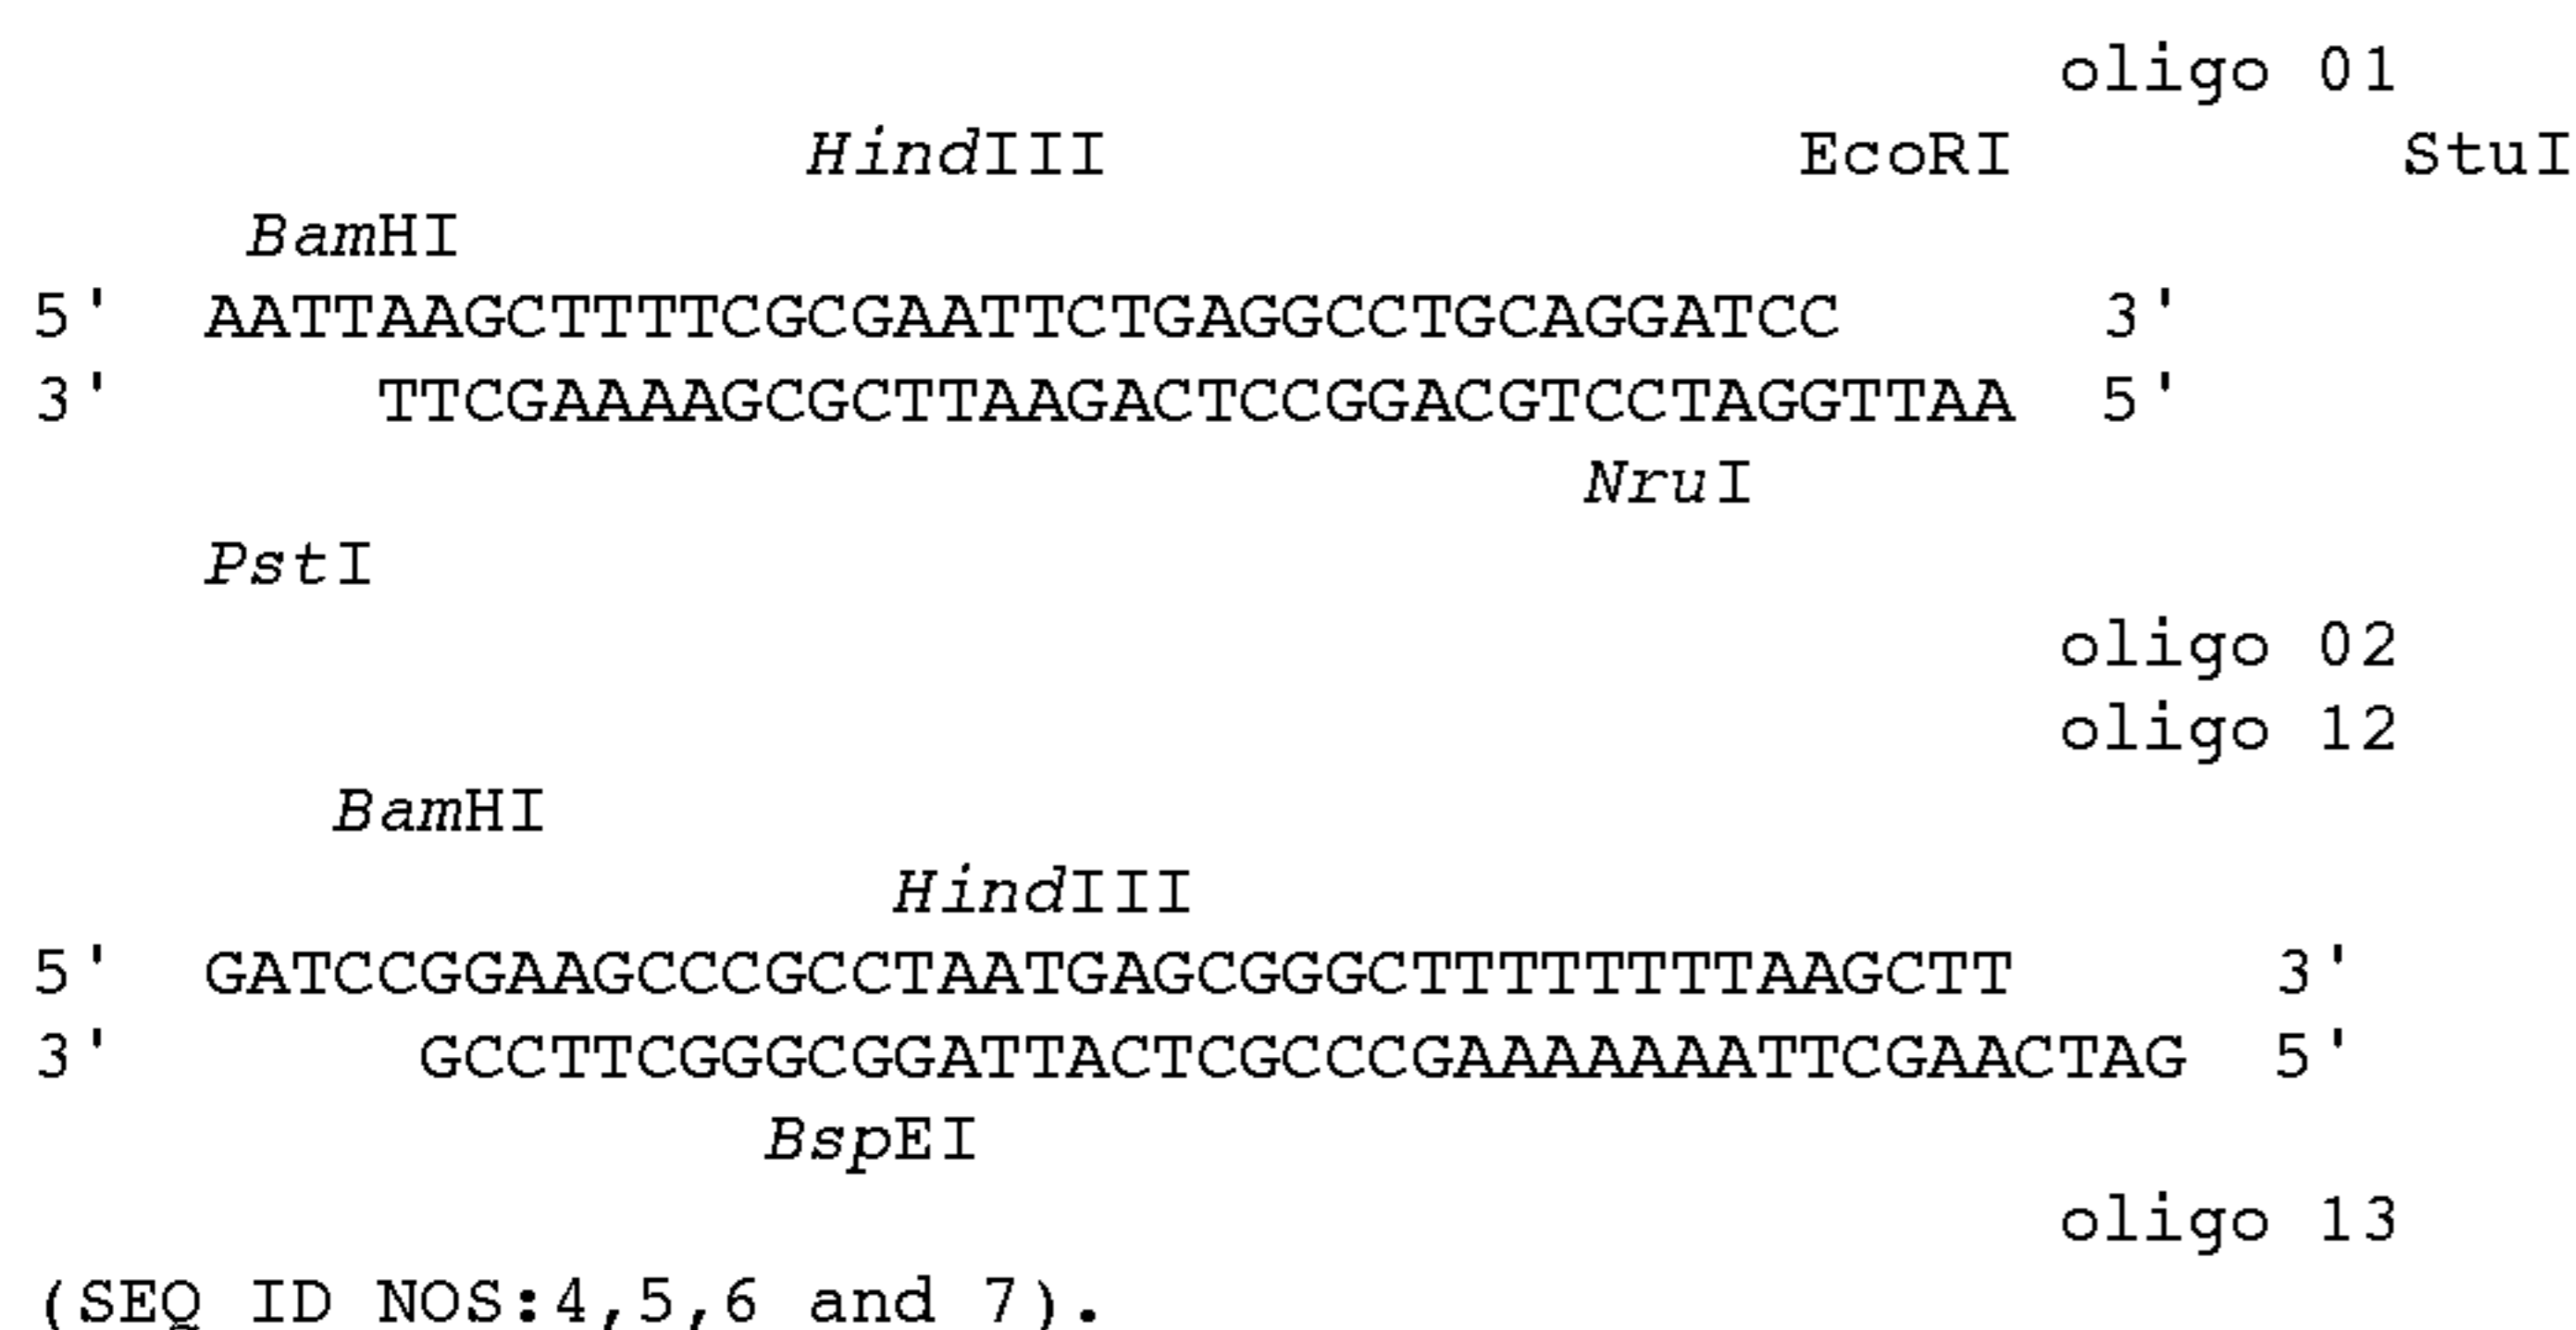 oligo 01
HindIII EcoRI StuI
BamHI
5' AATTAAGCTTTTCGCGAATTCTGAGGCCTGCAGGATCC 3'
3' TTCGAAAAGCGCTTAAGACTCCGGACGTCCTAGGTTAA 5'
NruI
PstI
oligo 02
oligo 12
BamHI
HindIII
5' GATCCGGAAGCCCGCCTAATGAGCGGGCTTTTTTTTAAGCTT 3'
3' GCCTTCGGGCGGATTACTCGCCCGAAAAAAATTCGAACTAG 5'
BspEI
oligo 13
(SEQ ID NOS:4,5,6 and 7).